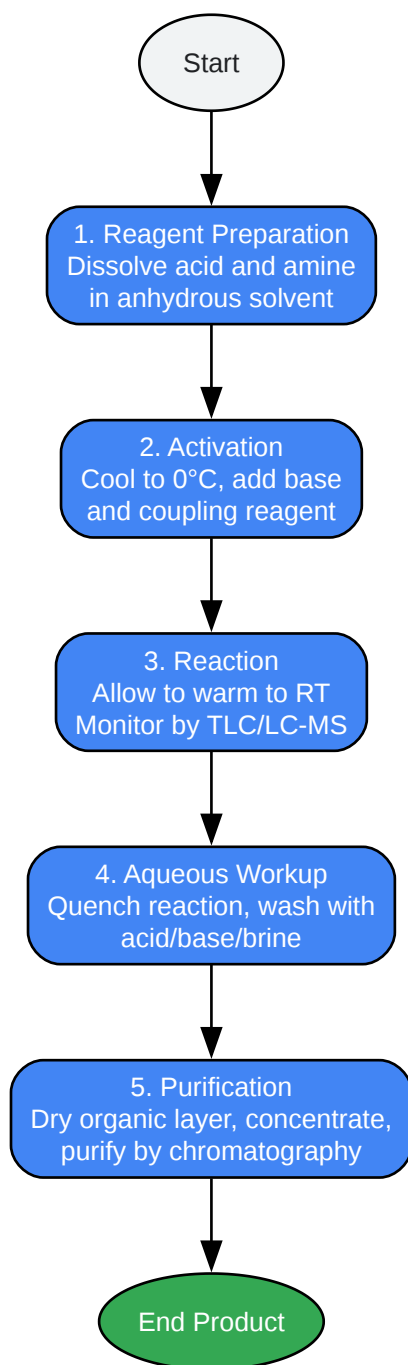 Start
1. Reagent Preparation
Dissolve acid and amine
in anhydrous solvent
2. Activation
Cool to 0°C, add base
and coupling reagent
3. Reaction
Allow to warm to RT
Monitor by TLC/LC-MS
4. Aqueous Workup
Quench reaction, wash with
acid/base/brine
5. Purification
Dry organic layer, concentrate,
purify by chromatography
End Product